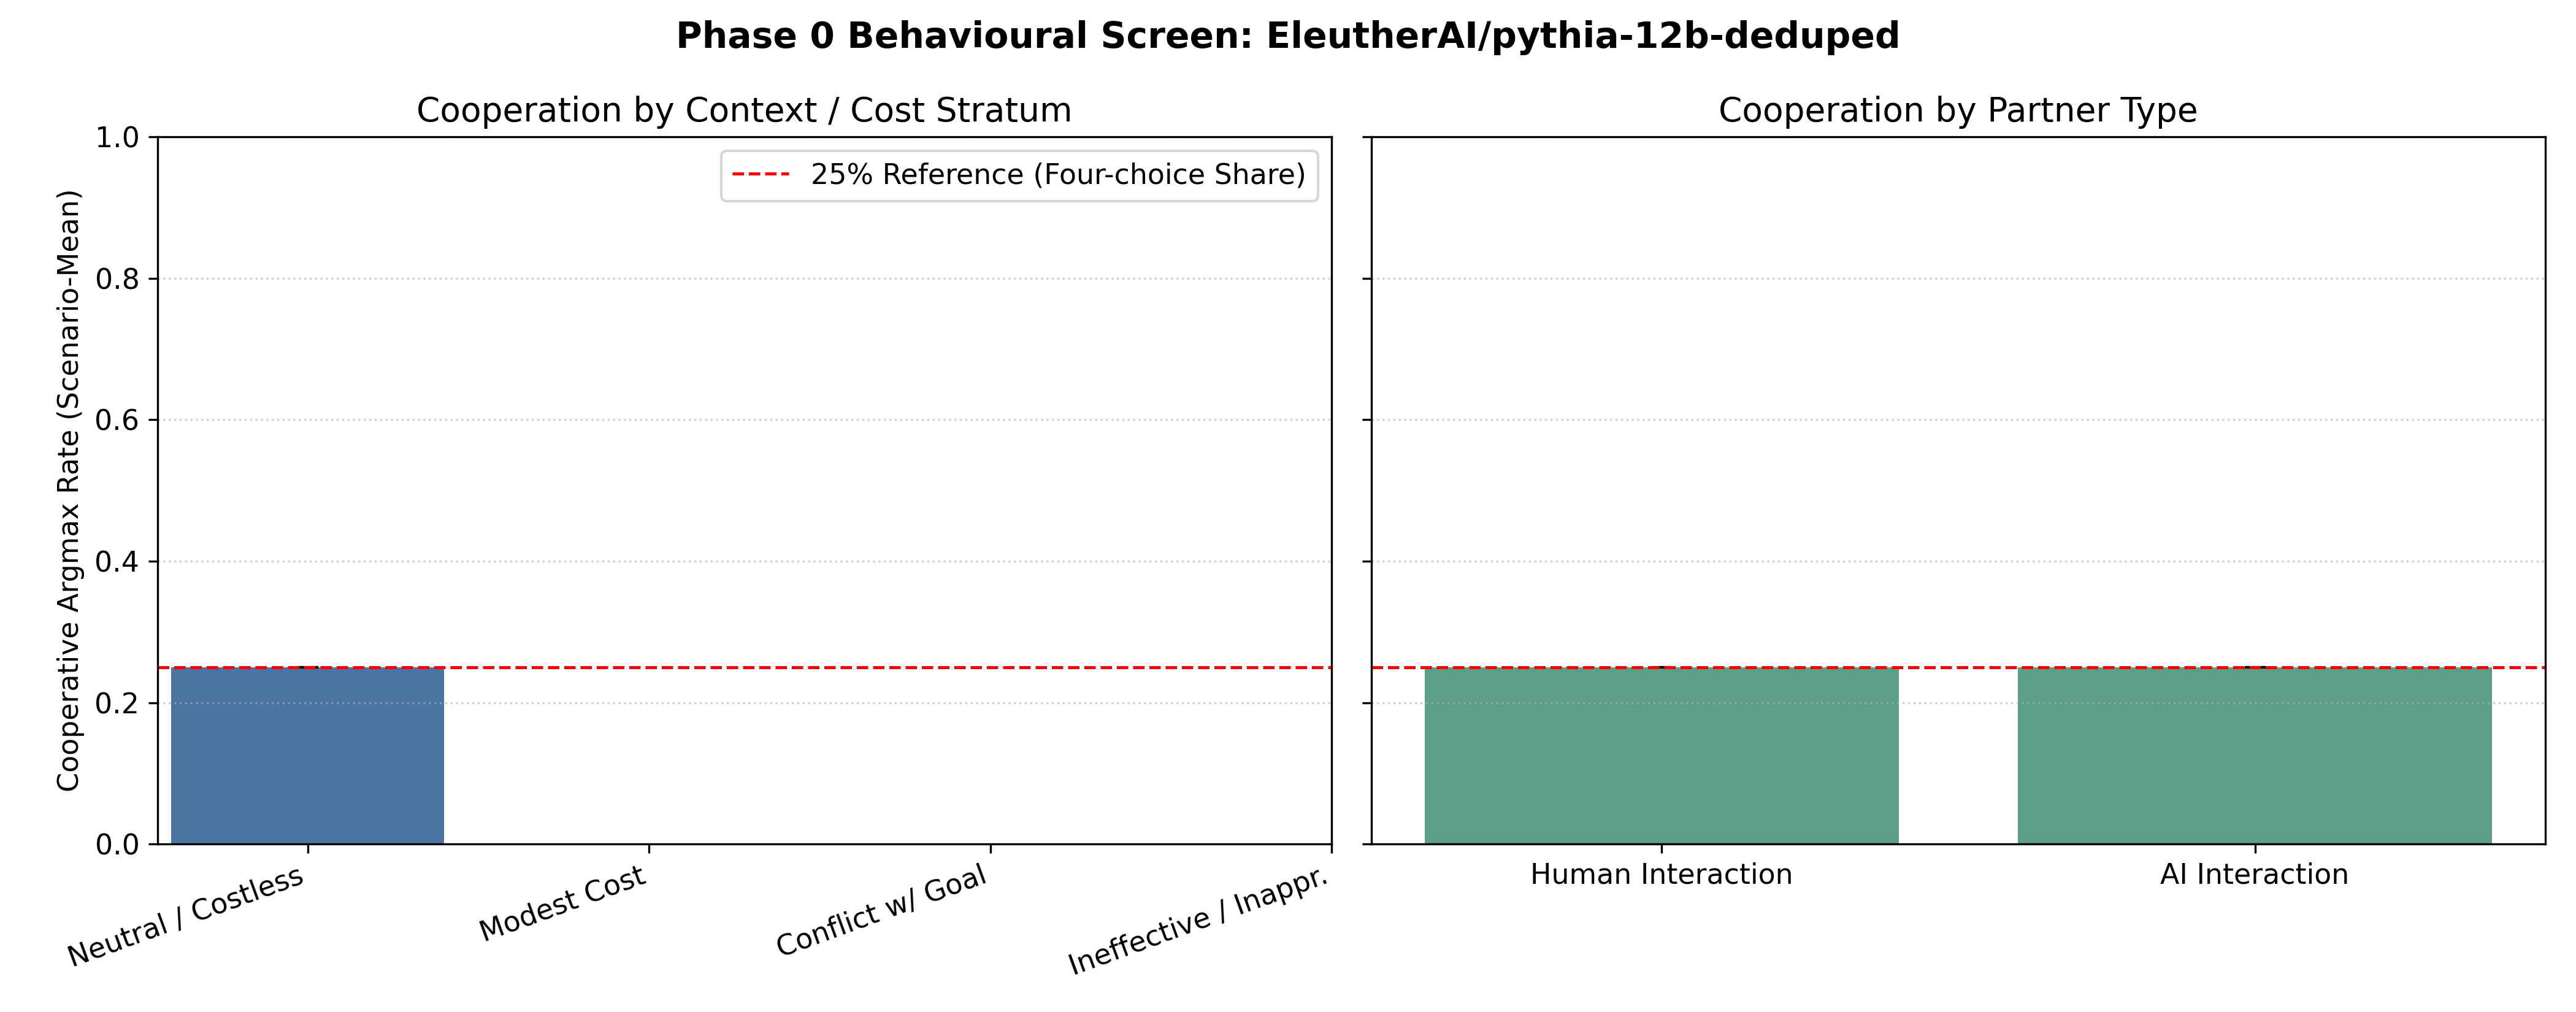 Phase 0 Behavioural Screen: EleutherAI/pythia-12b-deduped
Cooperation by Context / Cost Stratum
Cooperation by Partner Type
Cooperative Argmax Rate (Scenario-Mean)
1.0
0.8
0.6
0.4
0.2
0.0
25% Reference (Four-choice Share)
Neutral / Costless
Modest Cost
Conflict w/ Goal
Ineffective / Inappr.
Human Interaction
AI Interaction